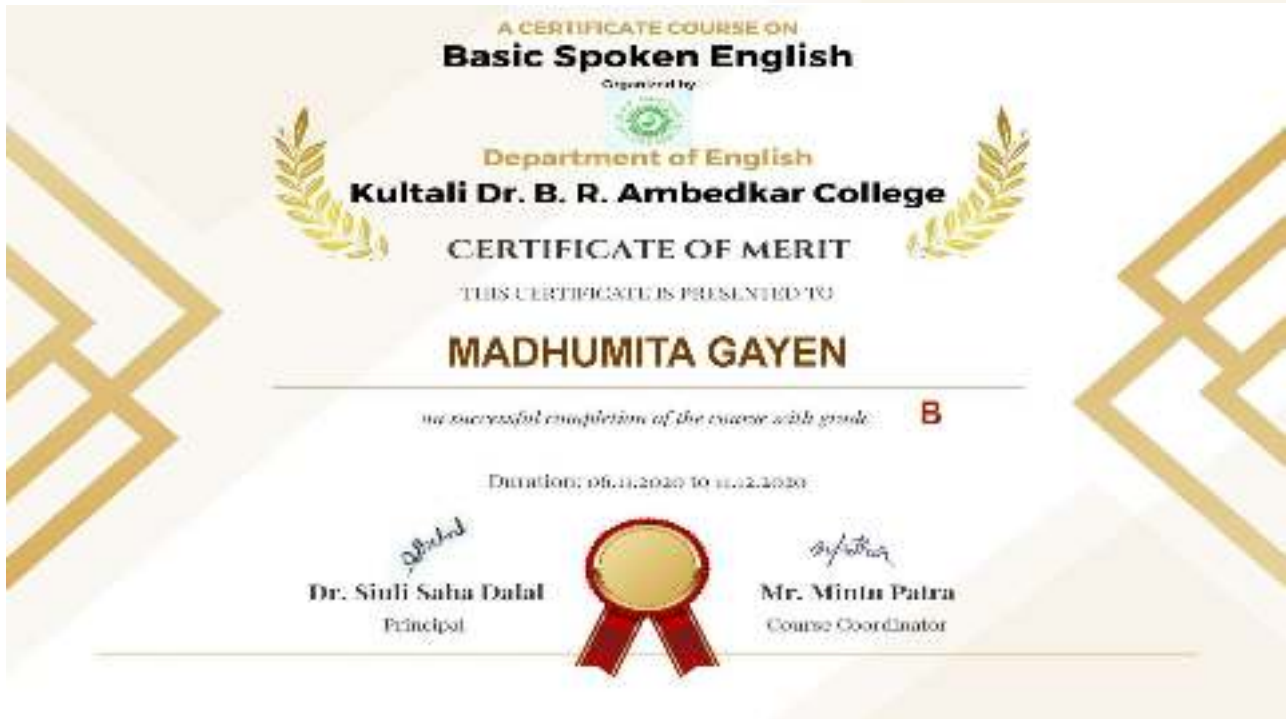 A CERTIFICATE COURSE ON
Basic Spoken English
Organized by
Department of English
Kultali Dr. B. R. Ambedkar College
CERTIFICATE OF MERIT
THIS CERTIFICATE IS PRESENTED TO
MADHUMITA GAYEN
on successful completion of the course with grade B
Duration: 06.11.2020 to 11.12.2020
Dr. Siuli Saha Dalal Mr. Mintu Patra
Principal Course Coordinator